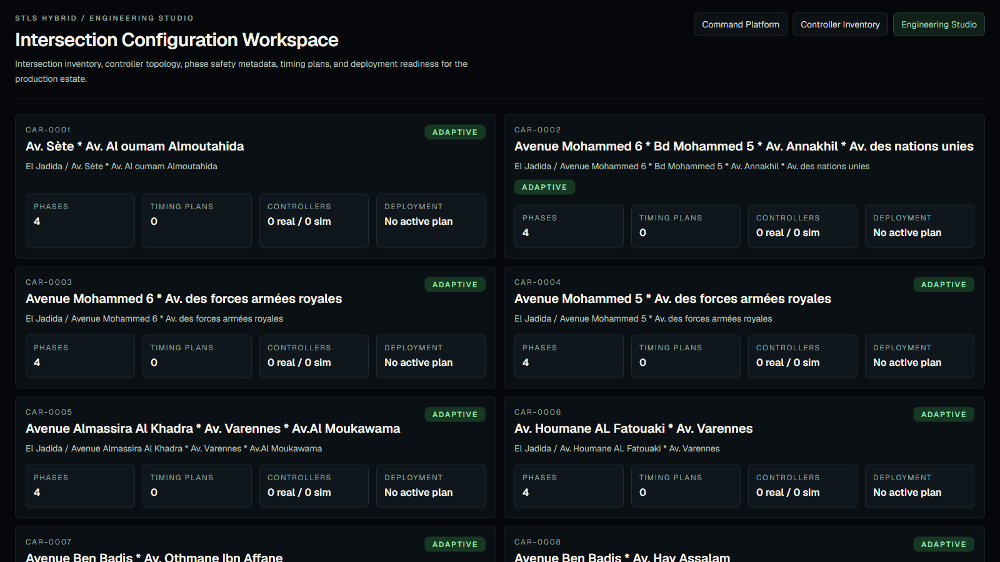 STLS HYBRID / ENGINEERING STUDIO
Intersection Configuration Workspace
Intersection inventory, controller topology, phase safety metadata, timing plans, and deployment readiness for the
production estate.
Command Platform
Controller Inventory
Engineering Studio
CAR-0001
ADAPTIVE
Av. Sète * Av. Al oumam Almoutahida
El Jadida / Av. Sète * Av. Al oumam Almoutahida
PHASES
4
TIMING PLANS
0
CONTROLLERS
0 real / 0 sim
DEPLOYMENT
No active plan
CAR-0002
Avenue Mohammed 6 * Bd Mohammed 5 * Av. Annakhil * Av. des nations unies
El Jadida / Avenue Mohammed 6 * Bd Mohammed 5 * Av. Annakhil * Av. des nations unies
ADAPTIVE
PHASES
4
TIMING PLANS
0
CONTROLLERS
0 real / 0 sim
DEPLOYMENT
No active plan
CAR-0003
ADAPTIVE
Avenue Mohammed 6 * Av. des forces armées royales
El Jadida / Avenue Mohammed 6 * Av. des forces armées royales
PHASES
4
TIMING PLANS
0
CONTROLLERS
0 real / 0 sim
DEPLOYMENT
No active plan
CAR-0004
ADAPTIVE
Avenue Mohammed 5 * Av. des forces armées royales
El Jadida / Avenue Mohammed 5 * Av. des forces armées royales
PHASES
4
TIMING PLANS
0
CONTROLLERS
0 real / 0 sim
DEPLOYMENT
No active plan
CAR-0005
ADAPTIVE
Avenue Almassira Al Khadra * Av. Varennes * Av.Al Moukawama
El Jadida / Avenue Almassira Al Khadra * Av. Varennes * Av.Al Moukawama
PHASES
4
TIMING PLANS
0
CONTROLLERS
0 real / 0 sim
DEPLOYMENT
No active plan
CAR-0006
ADAPTIVE
Av. Houmane AL Fatouaki * Av. Varennes
El Jadida / Av. Houmane AL Fatouaki * Av. Varennes
PHASES
4
TIMING PLANS
0
CONTROLLERS
0 real / 0 sim
DEPLOYMENT
No active plan
CAR-0007
ADAPTIVE
Avenue Ben Badis * Av. Othmane Ibn Affane
CAR-0008
ADAPTIVE
Avenue Ben Badis * Av. Hay Assalam